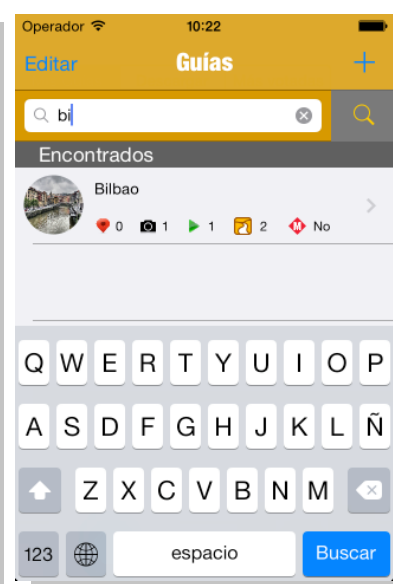 Operador 10:22
Editar Guías +
bi
Encontrados
Bilbao
0 1 1 2 M No
Q W E R T Y U I O P
A S D F G H J K L Ñ
Z X C V B N M
123 espacio Buscar